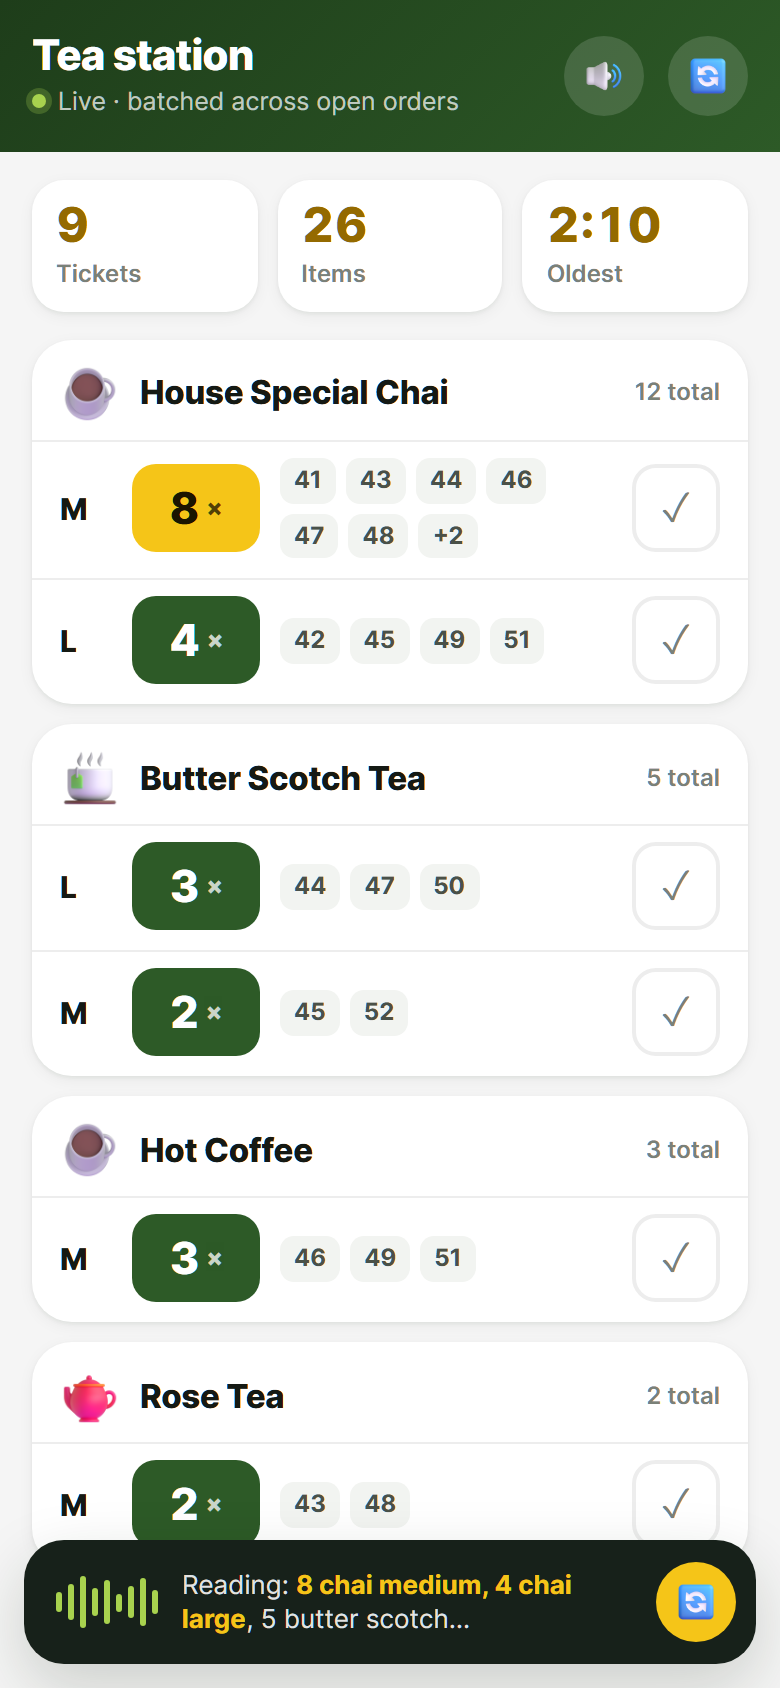 Tea station
Live · batched across open orders
9
Tickets
26
Items
2:10
Oldest
House Special Chai
12 total
M
8 ×
41 43 44 46
47 48 +2
✓
L
4 ×
42 45 49 51
✓
Butter Scotch Tea
5 total
L
3 ×
44 47 50
✓
M
2 ×
45 52
✓
Hot Coffee
3 total
M
3 ×
46 49 51
✓
Rose Tea
2 total
M
2 ×
43 48
✓
Reading: 8 chai medium, 4 chai
large, 5 butter scotch...